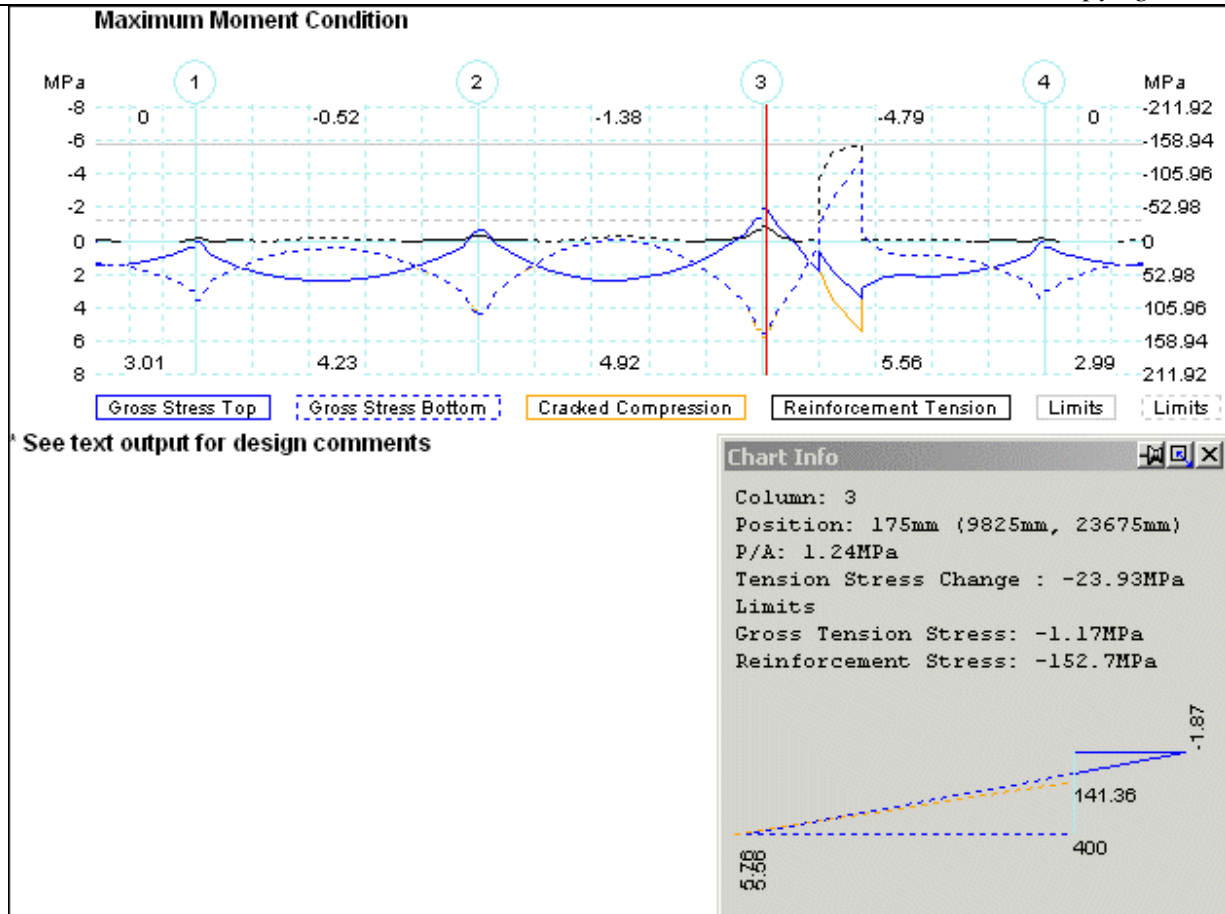 Maximum Moment Condition
MPa 1 2 3 4 MPa
-8 0 -0.52 -1.38 -4.79 0 -211.92
-6 -158.94
-4 -105.96
-2 -52.98
0 0
2 52.98
4 105.96
6 158.94
8 3.01 4.23 4.92 5.56 2.99 211.92
Gross Stress Top Gross Stress Bottom Cracked Compression Reinforcement Tension Limits Limits
* See text output for design comments
Chart Info
Column: 3
Position: 175mm (9825mm, 23675mm)
P/A: 1.24MPa
Tension Stress Change : -23.93MPa
Limits
Gross Tension Stress: -1.17MPa
Reinforcement Stress: -152.7MPa
-1.87
141.36
400